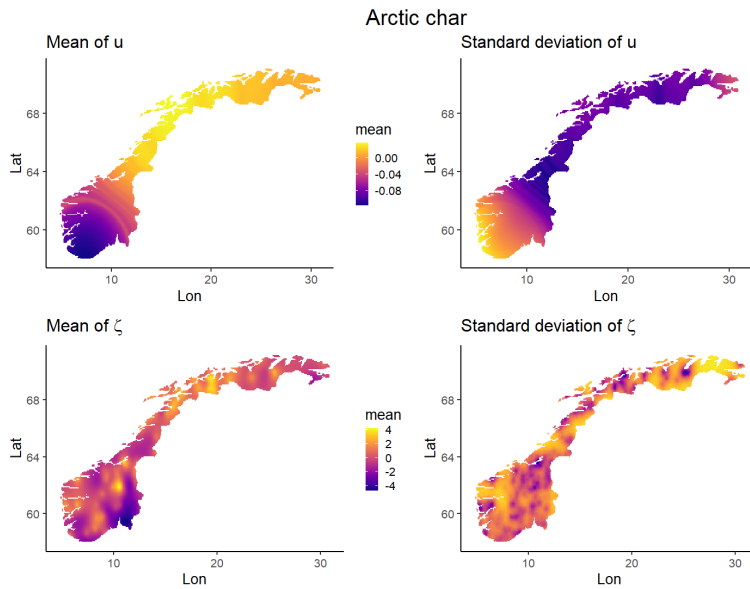 Arctic char
Mean of u
Standard deviation of u
Lat
68
64
60
10
20
30
Lon
mean
0.00
-0.04
-0.08
Lat
68
64
60
10
20
30
Lon
Mean of ζ
Standard deviation of ζ
Lat
68
64
60
10
20
30
Lon
mean
4
2
0
-2
-4
Lat
68
64
60
10
20
30
Lon